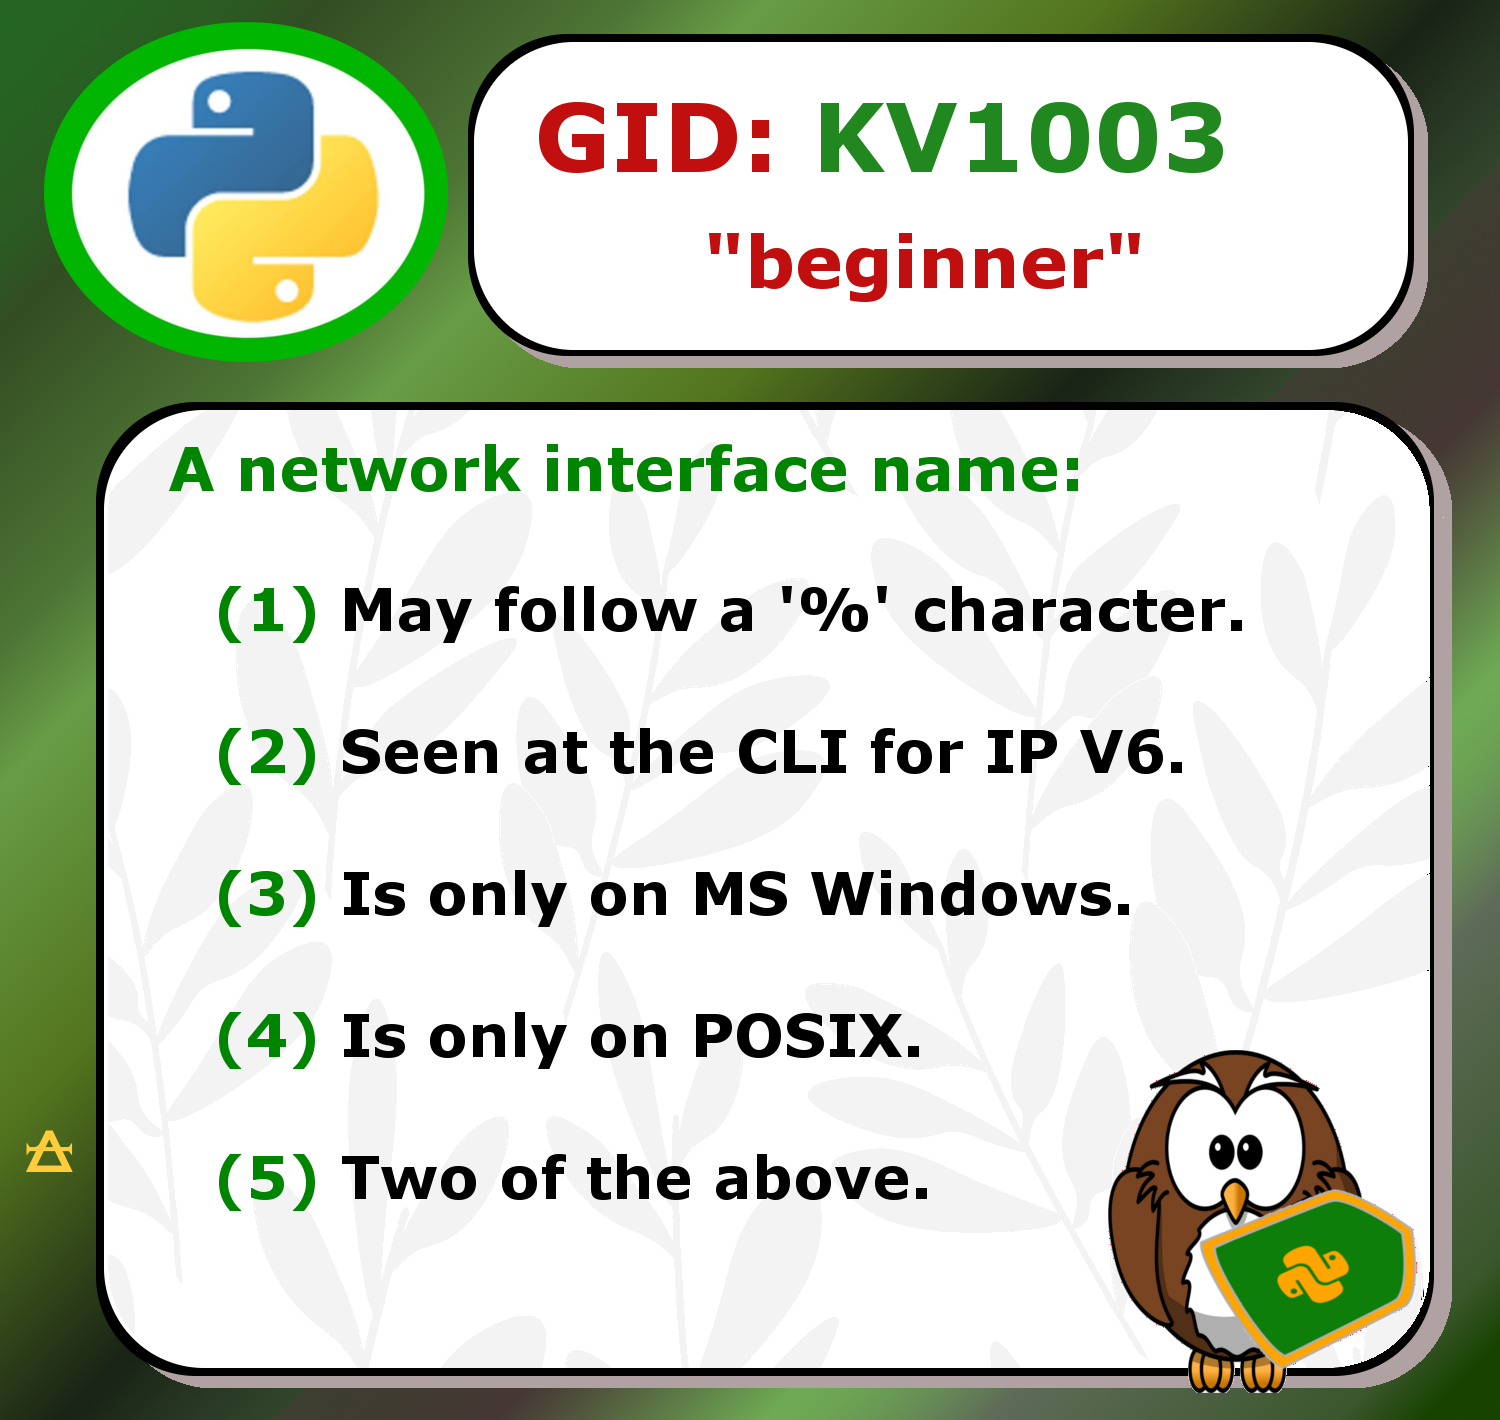 GID: KV1003
"beginner"
A network interface name:
(1) May follow a '%' character.
(2) Seen at the CLI for IP V6.
(3) Is only on MS Windows.
(4) Is only on POSIX.
(5) Two of the above.